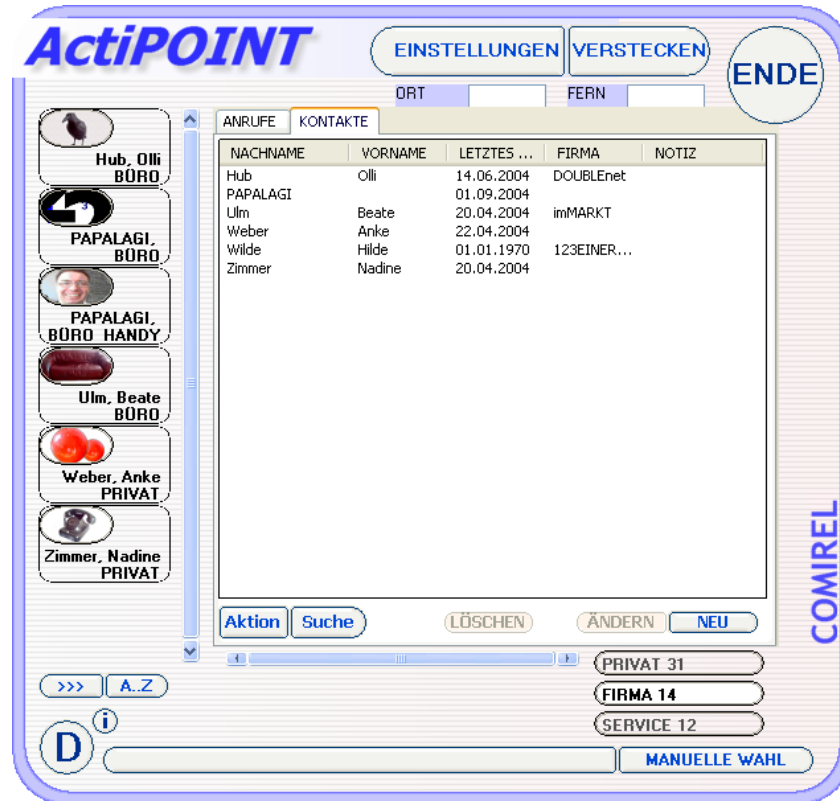 ActiPOINT
EINSTELLUNGEN
VERSTECKEN
ENDE
ORT
FERN
Hub, Olli
BÜRO
3
PAPALAGI,
BÜRO
PAPALAGI,
BÜRO HANDY
Ulm, Beate
BÜRO
Weber, Anke
PRIVAT
Zimmer, Nadine
PRIVAT
ANRUFE KONTAKTE
NACHNAME VORNAME LETZTES ... FIRMA NOTIZ
Hub Olli 14.06.2004 DOUBLEnet
PAPALAGI 01.09.2004
Ulm Beate 20.04.2004 imMARKT
Weber Anke 22.04.2004
Wilde Hilde 01.01.1970 123EINER...
Zimmer Nadine 20.04.2004
Aktion Suche LÖSCHEN ÄNDERN NEU
COMIREL
>>> A..Z
PRIVAT 31
FIRMA 14
SERVICE 12
D
i
MANUELLE WAHL